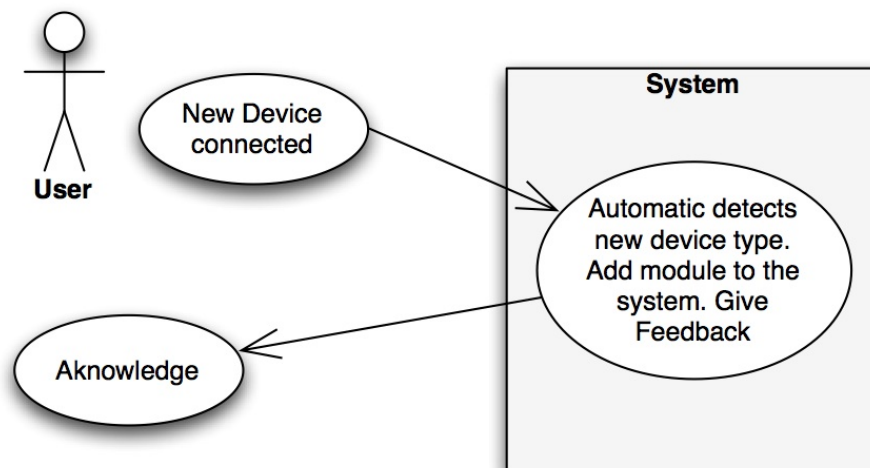 System
New Device
connected
User
Automatic detects
new device type.
Add module to the
system. Give
Feedback
Aknowledge